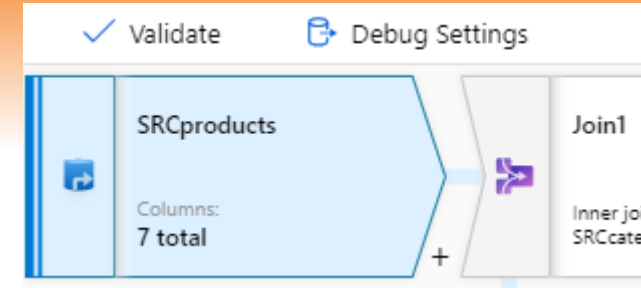 Validate
Debug Settings
SRCproducts
Columns:
7 total
+
Join1
Inner joi
SRCcate